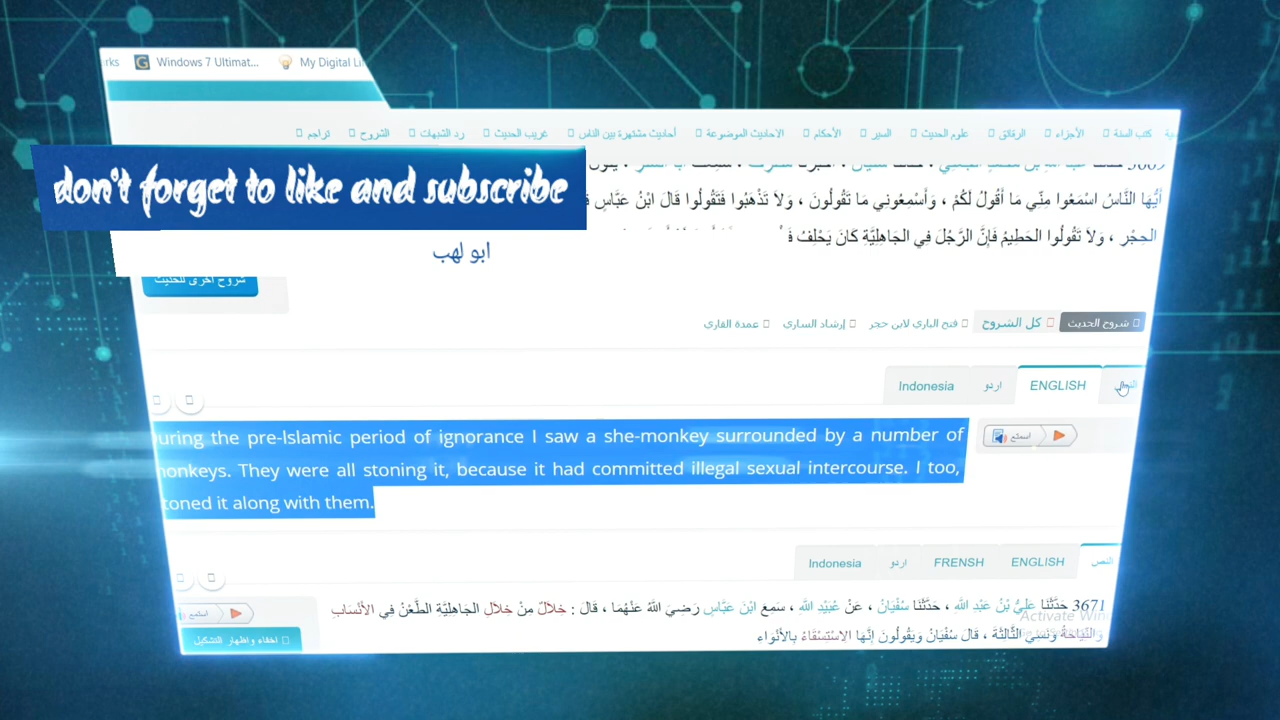 Windows 7 Ultimat...
My Digital Li
كتب السنة
الأجزاء
الرقائق
علوم الحديث
السير
الأحكام
الاحاديث الموضوعة
أحاديث مشتهرة بين الناس
غريب الحديث
رد الشبهات
الشروح
تراجم
don't forget to like and subscribe
ابو لهب
أَيُّهَا النَّاسُ اسْمَعُوا مِنِّي مَا أَقُولُ لَكُمْ ، وَأَسْمِعُونِي مَا تَقُولُونَ ، وَلاَ تَذْهَبُوا فَتَقُولُوا قَالَ ابْنُ عَبَّاسٍ
الحِجْرِ ، وَلاَ تَقُولُوا الحَطِيمُ فَإِنَّ الرَّجُلَ فِي الجَاهِلِيَّةِ كَانَ يَحْلِفُ
شروح أخرى للحديث
شروح الحديث
كل الشروح
فتح الباري لابن حجر
إرشاد الساري
عمدة القاري
النص
ENGLISH
اردو
Indonesia
uring the pre-Islamic period of ignorance I saw a she-monkey surrounded by a number of
onkeys. They were all stoning it, because it had committed illegal sexual intercourse. I too,
toned it along with them.
استمع
النص
ENGLISH
FRENSH
اردو
Indonesia
3671 حَدَّثَنَا عَلِيُّ بْنُ عَبْدِ اللَّهِ ، حَدَّثَنَا سُفْيَانُ ، عَنْ عُبَيْدِ اللَّهِ ، سَمِعَ ابْنَ عَبَّاسٍ رَضِيَ اللَّهُ عَنْهُمَا ، قَالَ : خِلاَلٌ مِنْ خِلاَلِ الجَاهِلِيَّةِ الطَّعْنُ فِي الأَنْسَابِ
وَالنِّيَاحَةُ وَنَسِيَ الثَّالِثَةَ ، قَالَ سُفْيَانُ وَيَقُولُونَ إِنَّهَا الِاسْتِسْقَاءُ بِالأَنْوَاءِ
استمع
اخفاء وإظهار التشكيل
Activate Win